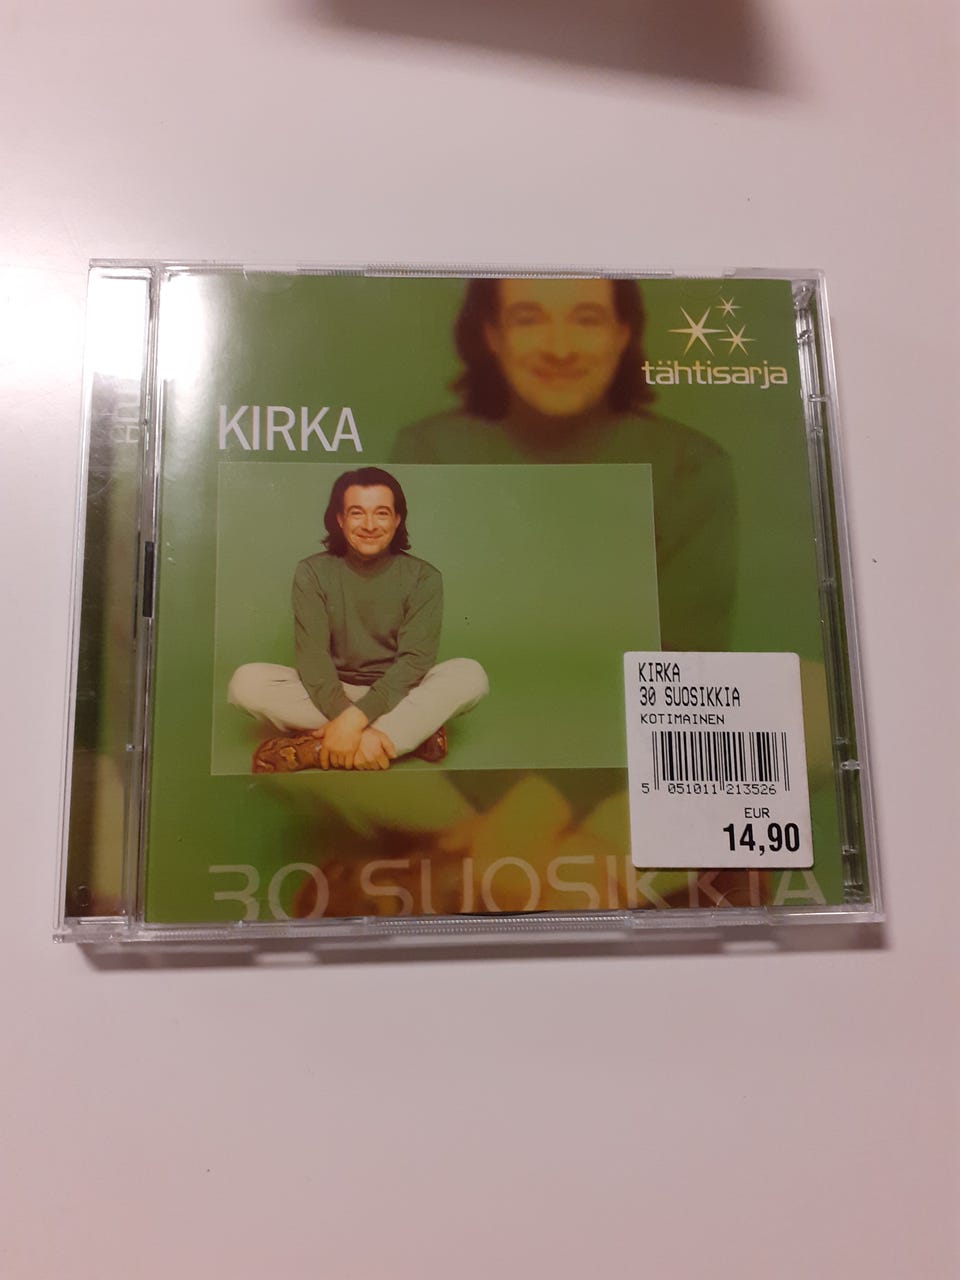 tähtisarja
KIRKA
KIRKA
30 SUOSIKKIA
KOTIMAINEN
5 051011 213526
EUR
14,90
30 SUOSIKKIA